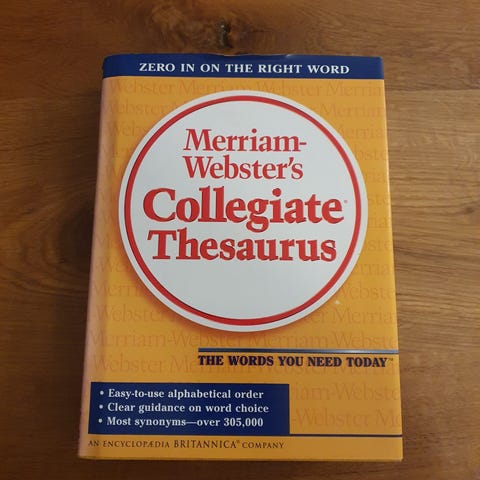 ZERO IN ON THE RIGHT WORD
Merriam-
Webster's
Collegiate®
Thesaurus
THE WORDS YOU NEED TODAY™
• Easy-to-use alphabetical order
• Clear guidance on word choice
• Most synonyms—over 305,000
AN ENCYCLOPÆDIA BRITANNICA® COMPANY